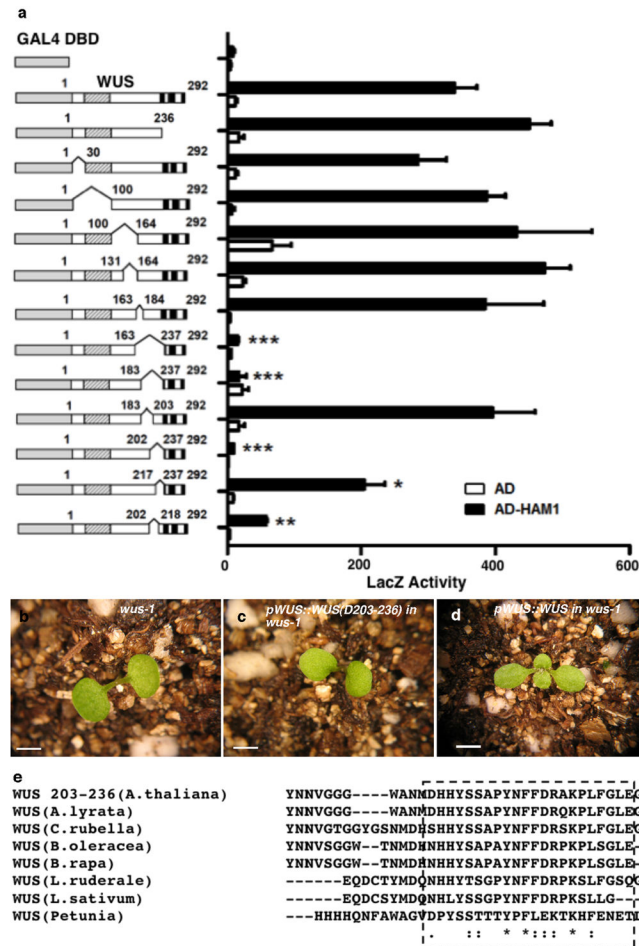 a
GAL4 DBD
1 WUS 292
1 236
1 30 292
1 100 292
1 100 164 292
1 131 164 292
1 163 184 292
1 163 237 292
***
1 183 237 292
***
1 183 203 292
1 202 237 292
***
1 217 237 292
*
1 202 218 292
**
AD
AD-HAM1
0 200 400 600
LacZ Activity
b wus-1
c pWUS::WUS(D203-236) in
wus-1
d pWUS::WUS in wus-1
e
WUS 203-236(A.thaliana) YNNVGGG----WANMDHHYSSAPYNFFDRAKPLFGLEG
WUS(A.lyrata) YNNVGGG----WANMDHHYSSAPYNFFDRQKPLFGLEG
WUS(C.rubella) YNNVGTGGYGSNMDHSHHYSSAPYNFFDRSKPLFGLEG
WUS(B.oleracea) YNNVSGGW--TNMDHNHYSAPAYNFFDRPKPLSGLE-
WUS(B.rapa) YNNVSGGW--TNMDHNHYSAPAYNFFDRPKPLSGLE-
WUS(L.ruderale) ------EQDCTYMDQNHHYTSGPYNFFDRPKSLFGSQG
WUS(L.sativum) ------EQDCSYMDQNHLYSSGPYNFFDRPKSLLG---
WUS(Petunia) ---HHHHQNFAWAGVDPYSSTTTYPFLEKTKHFENETL
. :: * *::: * :